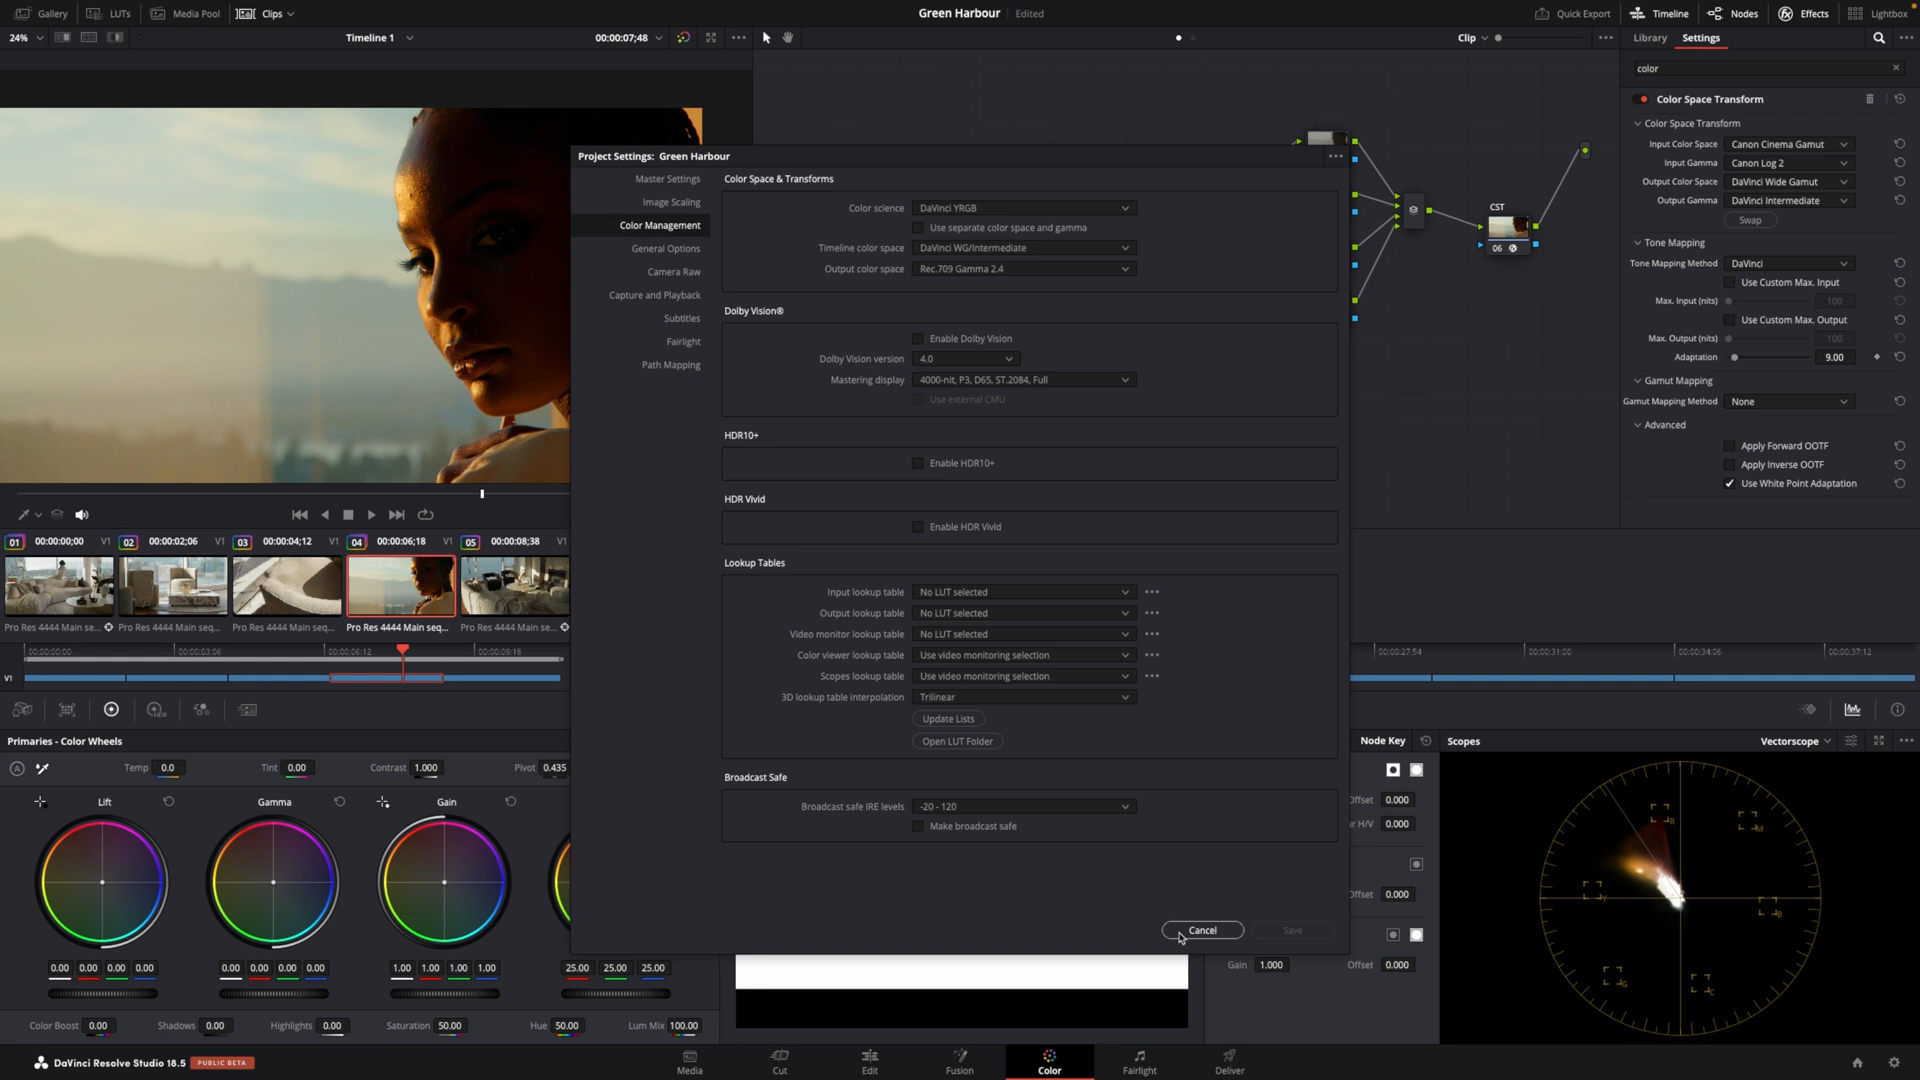 Gallery LUTs Media Pool Clips Green Harbour Edited Quick Export Timeline Nodes Effects Lightbox
24% Timeline 1 00:00:07;48 Clip Library Settings
color
Color Space Transform
Color Space Transform
Input Color Space Canon Cinema Gamut
Input Gamma Canon Log 2
Output Color Space DaVinci Wide Gamut
Output Gamma DaVinci Intermediate
Swap
Tone Mapping
Tone Mapping Method DaVinci
Use Custom Max. Input
Max. Input (nits) 100
Use Custom Max. Output
Max. Output (nits) 100
Adaptation 9.00
Gamut Mapping
Gamut Mapping Method None
Advanced
Apply Forward OOTF
Apply Inverse OOTF
Use White Point Adaptation
CST
06
Project Settings: Green Harbour
Master Settings
Image Scaling
Color Management
General Options
Camera Raw
Capture and Playback
Subtitles
Fairlight
Path Mapping
Color Space & Transforms
Color science DaVinci YRGB
Use separate color space and gamma
Timeline color space DaVinci WG/Intermediate
Output color space Rec.709 Gamma 2.4
Dolby Vision®
Enable Dolby Vision
Dolby Vision version 4.0
Mastering display 4000-nit, P3, D65, ST.2084, Full
Use external CMU
HDR10+
Enable HDR10+
HDR Vivid
Enable HDR Vivid
Lookup Tables
Input lookup table No LUT selected
Output lookup table No LUT selected
Video monitor lookup table No LUT selected
Color viewer lookup table Use video monitoring selection
Scopes lookup table Use video monitoring selection
3D lookup table interpolation Trilinear
Update Lists
Open LUT Folder
Broadcast Safe
Broadcast safe IRE levels -20 - 120
Make broadcast safe
Cancel Save
01 00:00:00;00 V1 02 00:00:02;06 V1 03 00:00:04;12 V1 04 00:00:06;18 V1 05 00:00:08;38 V1
Pro Res 4444 Main se... Pro Res 4444 Main seq... Pro Res 4444 Main seq... Pro Res 4444 Main seq... Pro Res 4444 Main se...
00:00:00;00 00:00:03;06 00:00:06;12 00:00:09;18 00:00:27;54 00:00:31;00 00:00:34;06 00:00:37;12
V1
Primaries - Color Wheels
Temp 0.0 Tint 0.00 Contrast 1.000 Pivot 0.435
Lift Gamma Gain
0.00 0.00 0.00 0.00 0.00 0.00 0.00 0.00 1.00 1.00 1.00 1.00 25.00 25.00 25.00
Color Boost 0.00 Shadows 0.00 Highlights 0.00 Saturation 50.00 Hue 50.00 Lum Mix 100.00
Node Key
Offset 0.000
r H/V 0.000
Offset 0.000
Gain 1.000 Offset 0.000
Scopes Vectorscope
R
M
Y
B
G
C
DaVinci Resolve Studio 18.5 PUBLIC BETA
Media Cut Edit Fusion Color Fairlight Deliver